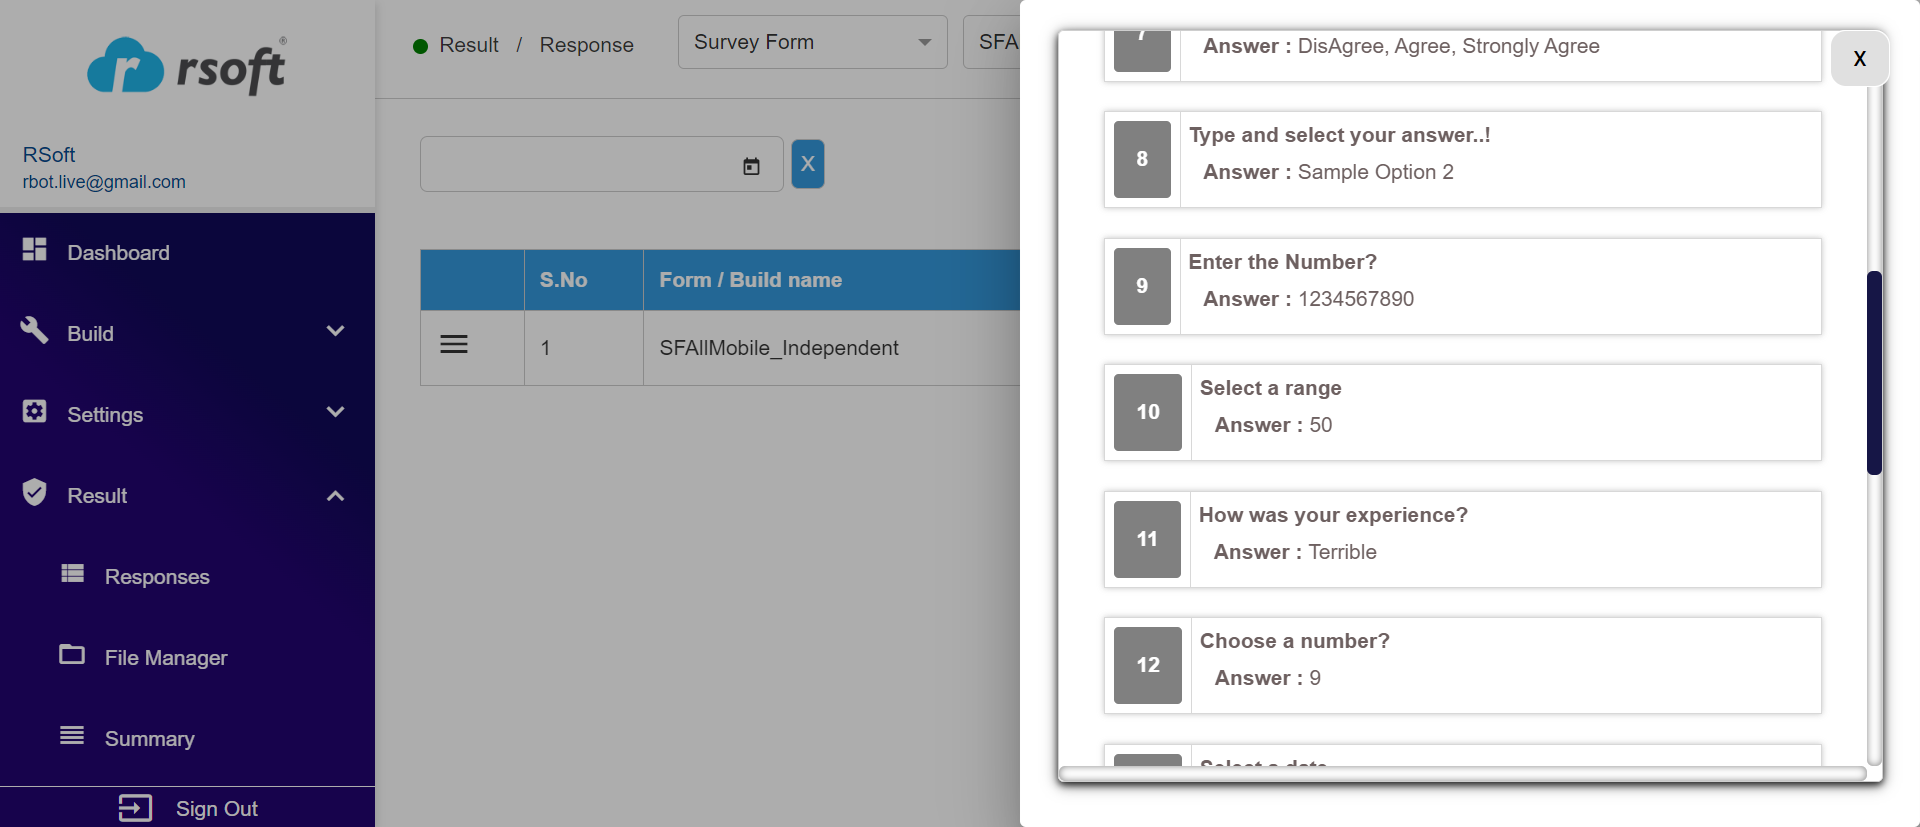 rsoft®
RSoft
rbot.live@gmail.com
Dashboard
Build
Settings
Result
Responses
File Manager
Summary
Sign Out
Result / Response
Survey Form
SFA
X
S.No Form / Build name
1 SFAllMobile_Independent
X
7
Answer : DisAgree, Agree, Strongly Agree
8
Type and select your answer..!
Answer : Sample Option 2
9
Enter the Number?
Answer : 1234567890
10
Select a range
Answer : 50
11
How was your experience?
Answer : Terrible
12
Choose a number?
Answer : 9
Select a date